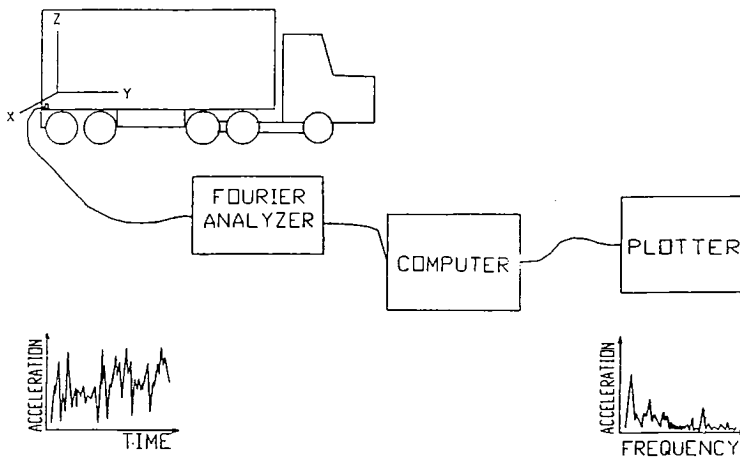 Z
X
Y
FOURIER
ANALYZER
COMPUTER
PLOTTER
ACCELERATION
TIME
ACCELERATION
FREQUENCY